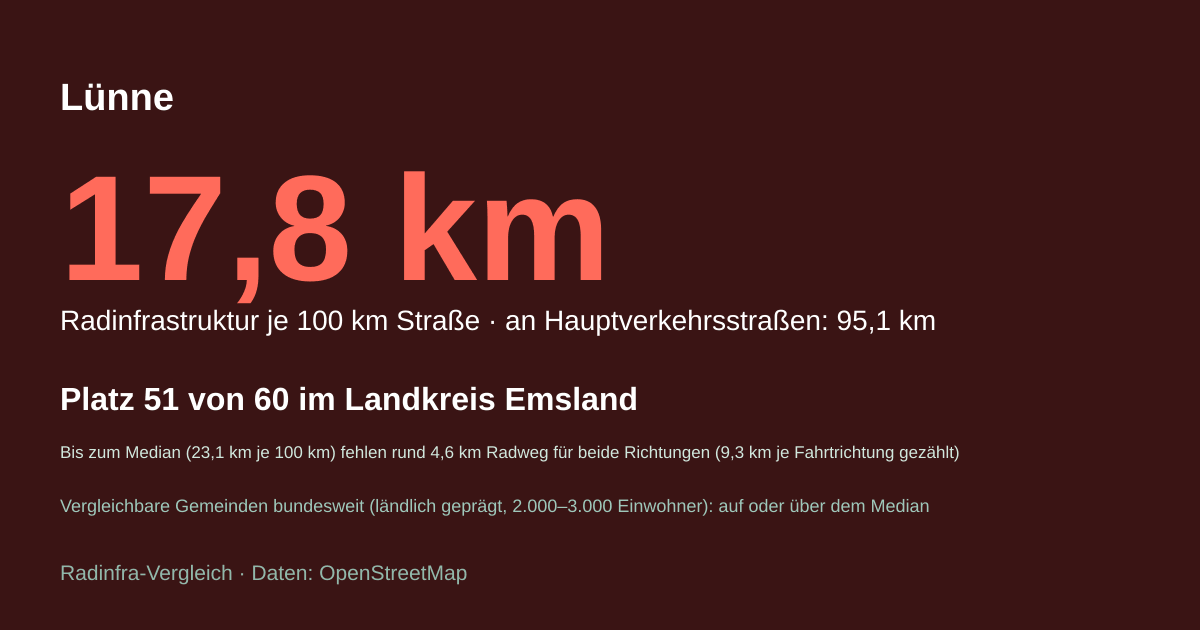 Lünne
17,8 km
Radinfrastruktur je 100 km Straße · an Hauptverkehrsstraßen: 95,1 km
Platz 51 von 60 im Landkreis Emsland
Bis zum Median (23,1 km je 100 km) fehlen rund 4,6 km Radweg für beide Richtungen (9,3 km je Fahrtrichtung gezählt)
Vergleichbare Gemeinden bundesweit (ländlich geprägt, 2.000–3.000 Einwohner): auf oder über dem Median
Radinfra-Vergleich · Daten: OpenStreetMap